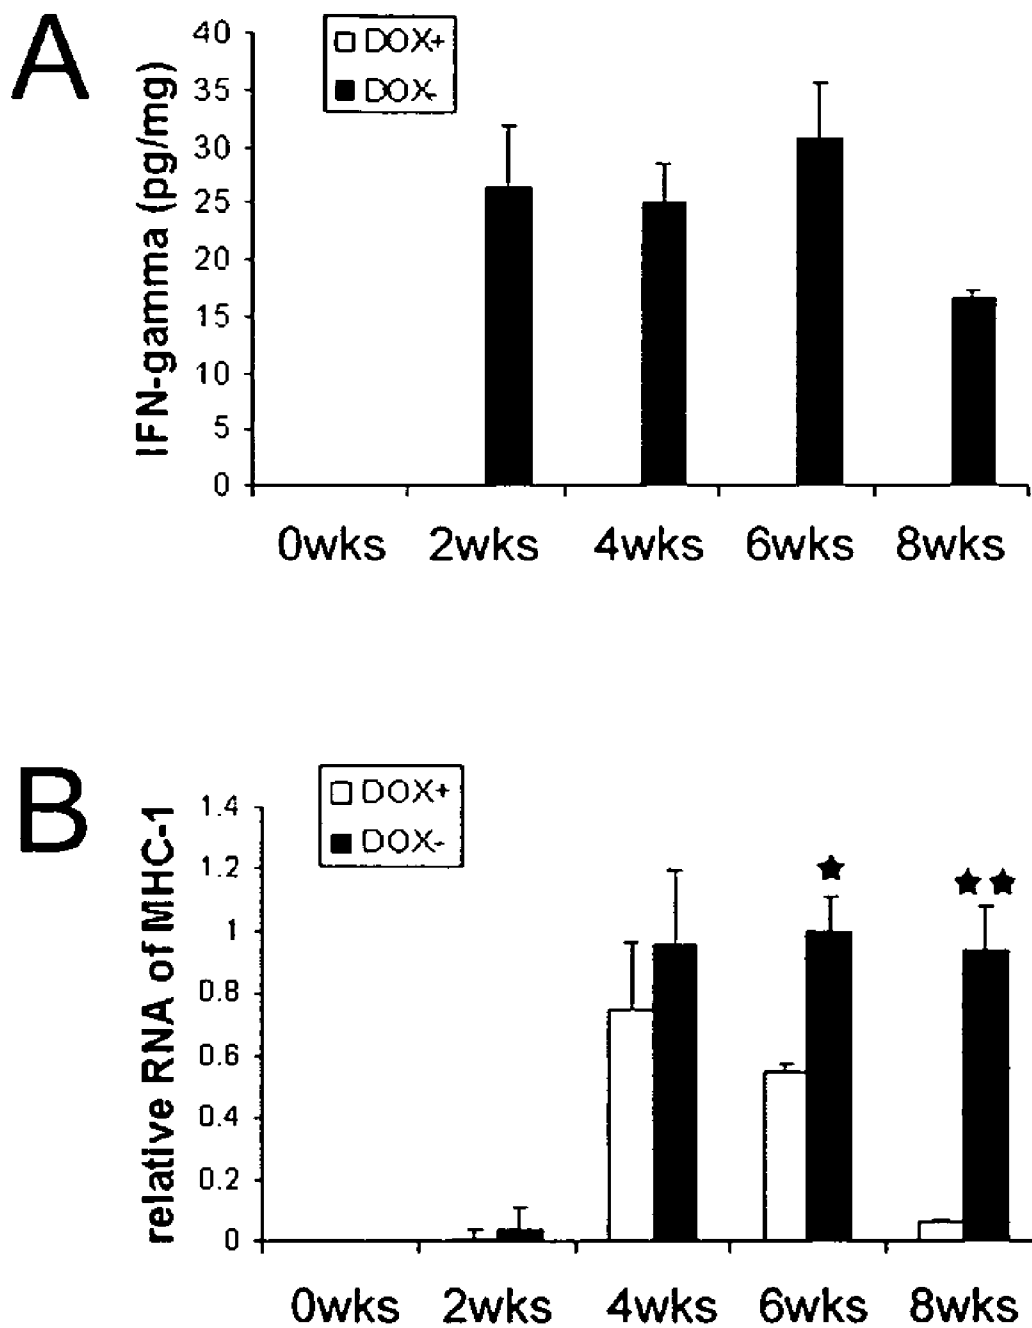 A
DOX+
DOX-
IFN-gamma (pg/mg)
40
35
30
25
20
15
10
5
0
0wks 2wks 4wks 6wks 8wks
B
DOX+
DOX-
relative RNA of MHC-1
1.4
1.2
1
0.8
0.6
0.4
0.2
0
0wks 2wks 4wks 6wks 8wks